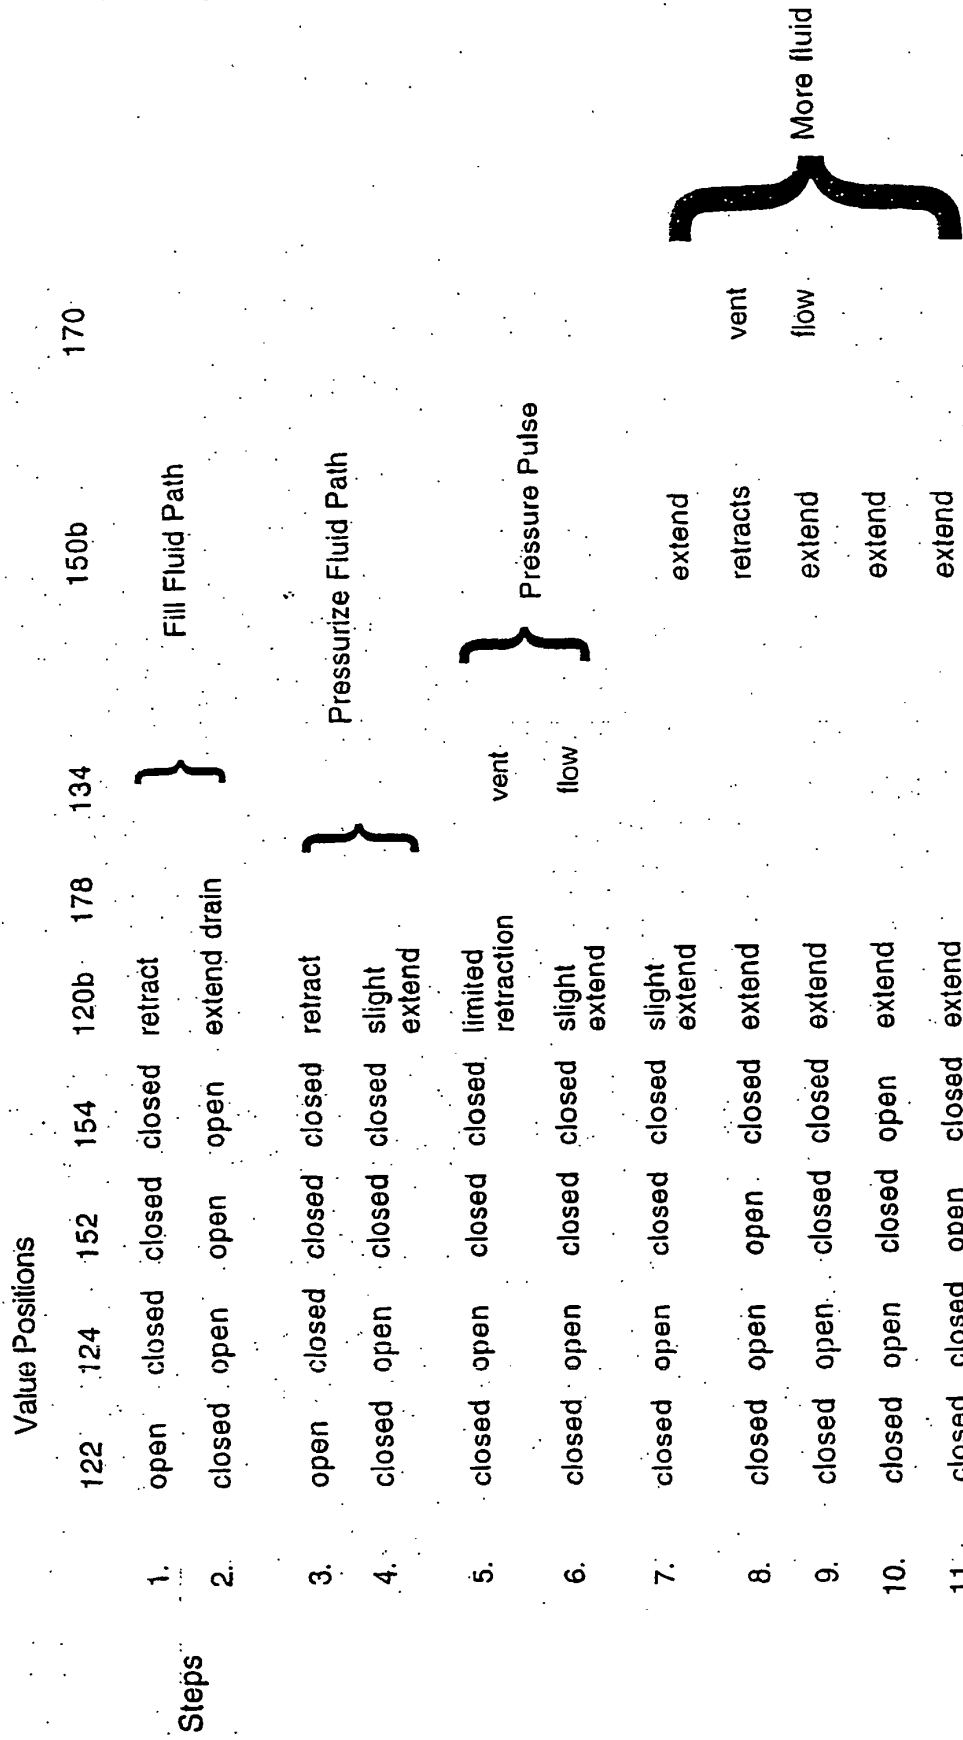 Value Positions
122 124 152 154 120b 178 134 150b 170
Steps
1. open closed closed closed retract
2. closed open open open extend drain
Fill Fluid Path
3. open closed closed closed retract
4. closed open closed closed slight extend
Pressurize Fluid Path
5. closed open closed closed limited retraction vent
6. closed open closed closed slight extend flow
Pressure Pulse
7. closed open closed closed slight extend extend
8. closed open open closed extend retracts vent
9. closed open closed closed extend extend flow
10. closed open closed open extend extend
11. closed closed open closed extend extend
More fluid